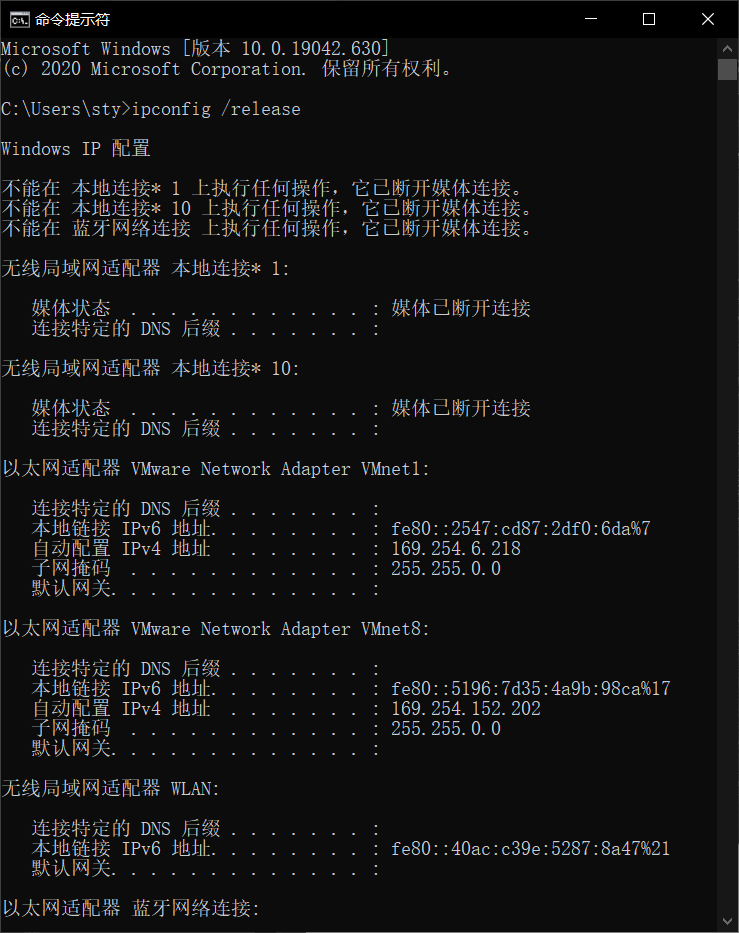 命令提示符
Microsoft Windows [版本 10.0.19042.630]
(c) 2020 Microsoft Corporation. 保留所有权利。
C:\Users\sty>ipconfig /release
Windows IP 配置
不能在 本地连接* 1 上执行任何操作，它已断开媒体连接。
不能在 本地连接* 10 上执行任何操作，它已断开媒体连接。
不能在 蓝牙网络连接 上执行任何操作，它已断开媒体连接。
无线局域网适配器 本地连接* 1:
媒体状态  . . . . . . . . . . . . : 媒体已断开连接
连接特定的 DNS 后缀 . . . . . . . :
无线局域网适配器 本地连接* 10:
媒体状态  . . . . . . . . . . . . : 媒体已断开连接
连接特定的 DNS 后缀 . . . . . . . :
以太网适配器 VMware Network Adapter VMnet1:
连接特定的 DNS 后缀 . . . . . . . :
本地链接 IPv6 地址. . . . . . . . : fe80::2547:cd87:2df0:6da%7
自动配置 IPv4 地址  . . . . . . . : 169.254.6.218
子网掩码  . . . . . . . . . . . . : 255.255.0.0
默认网关. . . . . . . . . . . . . :
以太网适配器 VMware Network Adapter VMnet8:
连接特定的 DNS 后缀 . . . . . . . :
本地链接 IPv6 地址. . . . . . . . : fe80::5196:7d35:4a9b:98ca%17
自动配置 IPv4 地址  . . . . . . . : 169.254.152.202
子网掩码  . . . . . . . . . . . . : 255.255.0.0
默认网关. . . . . . . . . . . . . :
无线局域网适配器 WLAN:
连接特定的 DNS 后缀 . . . . . . . :
本地链接 IPv6 地址. . . . . . . . : fe80::40ac:c39e:5287:8a47%21
默认网关. . . . . . . . . . . . . :
以太网适配器 蓝牙网络连接: